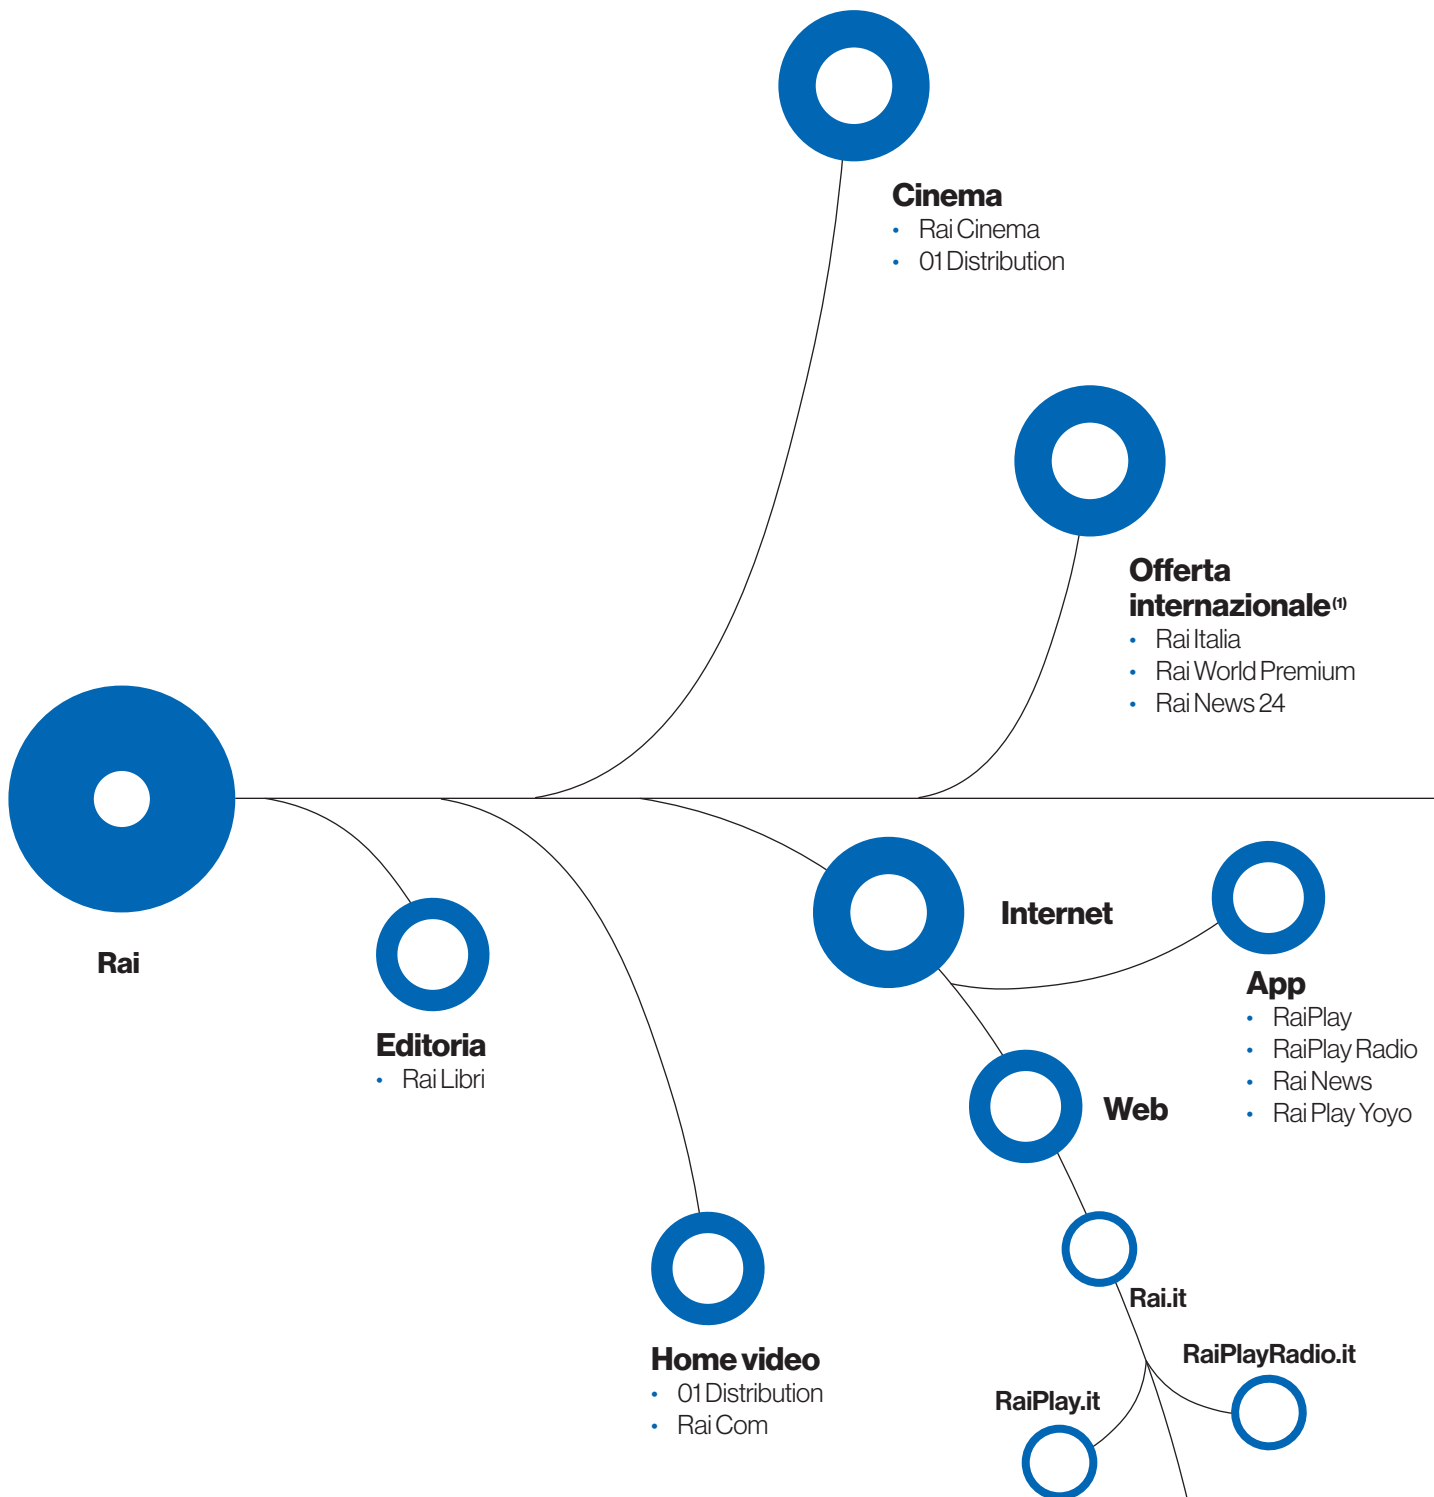 Cinema
• Rai Cinema
• 01 Distribution
Offerta
internazionale(1)
• Rai Italia
• Rai World Premium
• Rai News 24
Rai
Editoria
• Rai Libri
Home video
• 01 Distribution
• Rai Com
Internet
App
• RaiPlay
• RaiPlay Radio
• Rai News
• Rai Play Yoyo
Web
Rai.it
RaiPlayRadio.it
RaiPlay.it